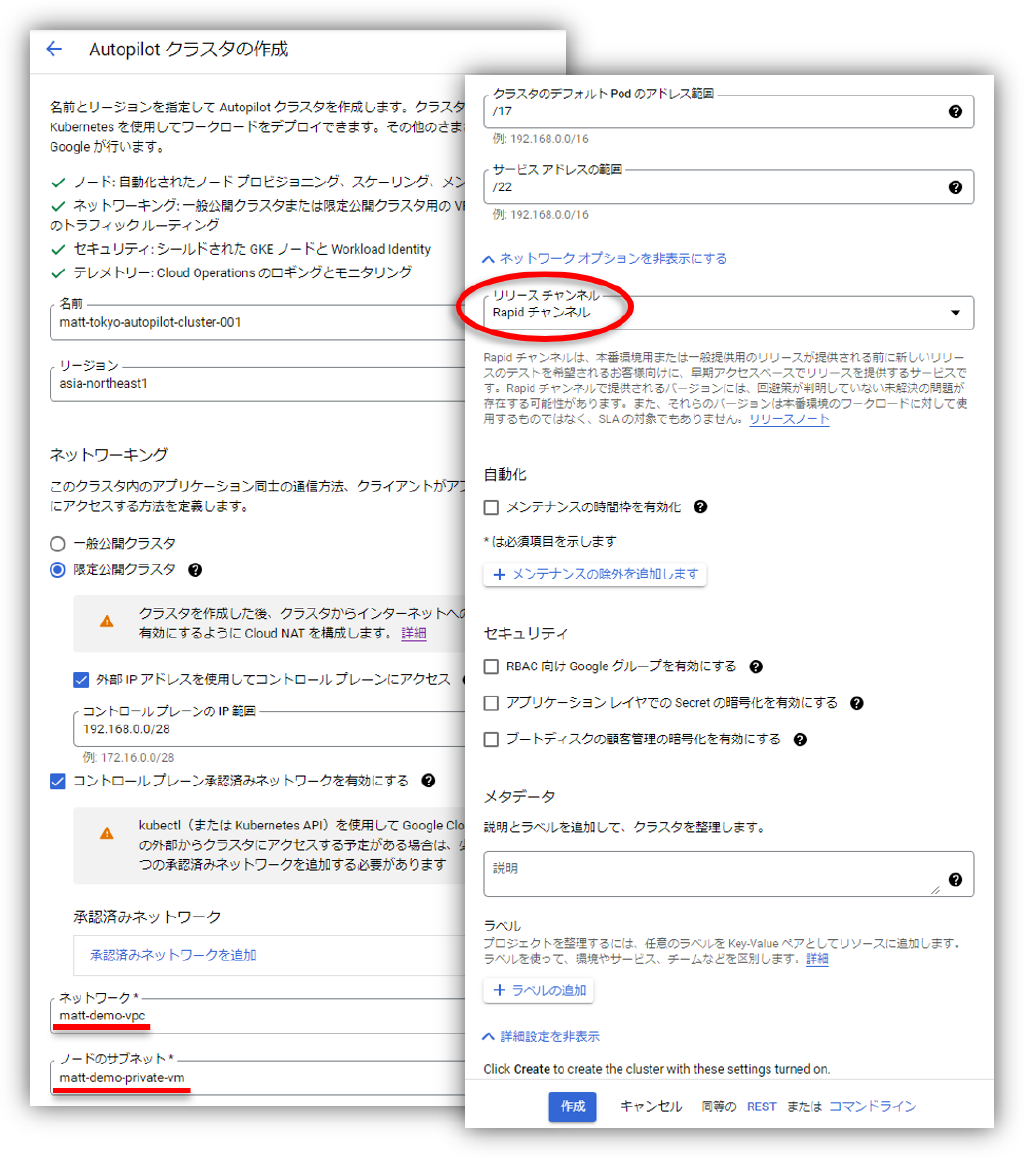 Autopilot クラスタの作成
名前とリージョンを指定して Autopilot クラスタを作成します。クラスタ
Kubernetes を使用してワークロードをデプロイできます。その他のさま
Google が行います。
ノード: 自動化されたノード プロビジョニング、スケーリング、メン
ネットワーキング: 一般公開クラスタまたは限定公開クラスタ用の VP
のトラフィック ルーティング
セキュリティ: シールドされた GKE ノードと Workload Identity
テレメトリー: Cloud Operations のロギングとモニタリング
名前
matt-tokyo-autopilot-cluster-001
リージョン
asia-northeast1
ネットワーキング
このクラスタ内のアプリケーション同士の通信方法、クライアントがア
にアクセスする方法を定義します。
一般公開クラスタ
限定公開クラスタ
クラスタを作成した後、クラスタからインターネットへの
有効にするように Cloud NAT を構成します。 詳細
外部 IP アドレスを使用してコントロール プレーンにアクセス
コントロール プレーンの IP 範囲
192.168.0.0/28
例: 172.16.0.0/28
コントロール プレーン承認済みネットワークを有効にする
kubectl（または Kubernetes API）を使用して Google Clo
の外部からクラスタにアクセスする予定がある場合は、
つの承認済みネットワークを追加する必要があります
承認済みネットワーク
承認済みネットワークを追加
ネットワーク *
matt-demo-vpc
ノードのサブネット *
matt-demo-private-vm
クラスタのデフォルト Pod のアドレス範囲
/17
例: 192.168.0.0/16
サービス アドレスの範囲
/22
例: 192.168.0.0/16
ネットワーク オプションを非表示にする
リリース チャンネル
Rapid チャンネル
Rapid チャンネルは、本番環境用または一般提供用のリリースが提供される前に新しいリリー
スのテストを希望されるお客様向けに、早期アクセスベースでリリースを提供するサービスで
す。Rapid チャンネルで提供されるバージョンには、回避策が判明していない未解決の問題が
存在する可能性があります。また、それらのバージョンは本番環境のワークロードに対して使
用するものではなく、SLA の対象でもありません。 リリースノート
自動化
メンテナンスの時間枠を有効化
* は必須項目を示します
+ メンテナンスの除外を追加します
セキュリティ
RBAC 向け Google グループを有効にする
アプリケーション レイヤでの Secret の暗号化を有効にする
ブートディスクの顧客管理の暗号化を有効にする
メタデータ
説明とラベルを追加して、クラスタを整理します。
説明
ラベル
プロジェクトを整理するには、任意のラベルを Key-Value ペアとしてリソースに追加します。
ラベルを使って、環境やサービス、チームなどを区別します。 詳細
+ ラベルの追加
詳細設定を非表示
Click Create to create the cluster with these settings turned on.
作成 キャンセル 同等の REST または コマンドライン